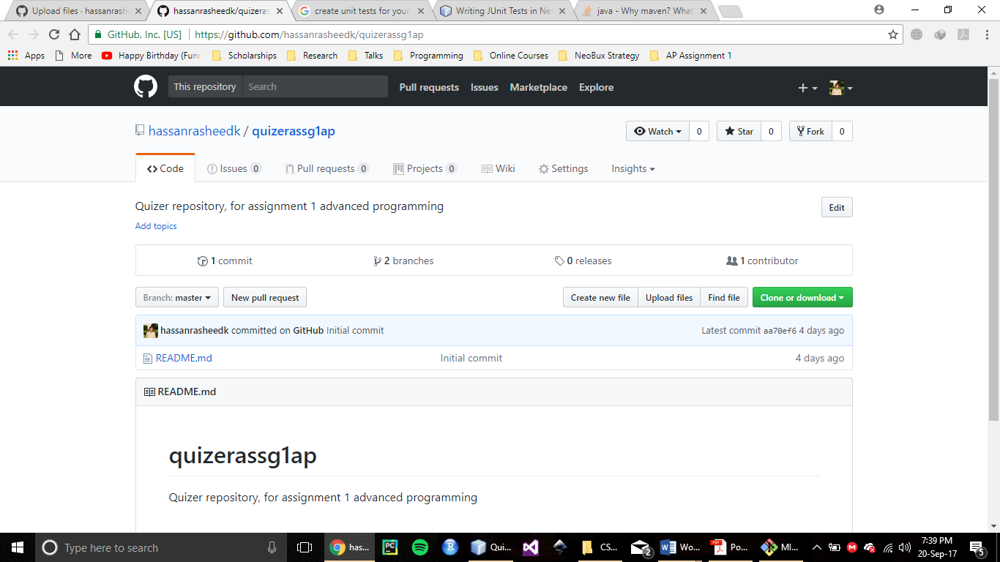 Upload files · hassanrash
hassanrasheedk/quizeras
create unit tests for your
Writing JUnit Tests in Net
java - Why maven? What
GitHub, Inc. [US] https://github.com/hassanrasheedk/quizerassg1ap
Apps More Happy Birthday (Funn Scholarships Research Talks Programming Online Courses NeoBux Strategy AP Assignment 1
This repository Search Pull requests Issues Marketplace Explore
hassanrasheedk / quizerassg1ap Watch 0 Star 0 Fork 0
Code Issues 0 Pull requests 0 Projects 0 Wiki Settings Insights
Quizer repository, for assignment 1 advanced programming Edit
Add topics
1 commit 2 branches 0 releases 1 contributor
Branch: master New pull request Create new file Upload files Find file Clone or download
hassanrasheedk committed on GitHub Initial commit Latest commit aa70ef6 4 days ago
README.md Initial commit 4 days ago
README.md
quizerassg1ap
Quizer repository, for assignment 1 advanced programming
Type here to search has... PC R Qui... CS... 2 Wo... Po... MI... 7:39 PM
20-Sep-17 5